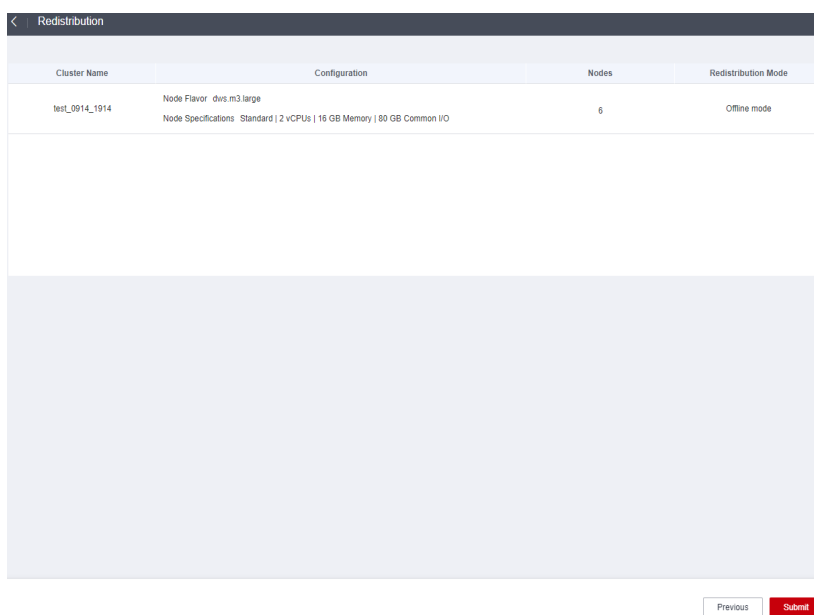 Redistribution
Cluster Name Configuration Nodes Redistribution Mode
Node Flavor dws.m3.large
test_0914_1914 6 Offline mode
Node Specifications Standard | 2 vCPUs | 16 GB Memory | 80 GB Common I/O
Previous Submit